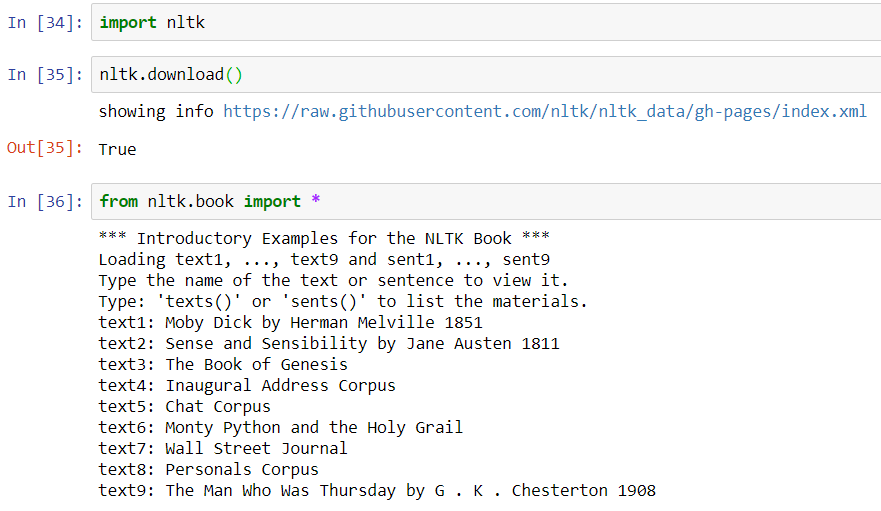 In [34]: import nltk
In [35]: nltk.download()
showing info https://raw.githubusercontent.com/nltk/nltk_data/gh-pages/index.xml
Out[35]: True
In [36]: from nltk.book import *
*** Introductory Examples for the NLTK Book ***
Loading text1, ..., text9 and sent1, ..., sent9
Type the name of the text or sentence to view it.
Type: 'texts()' or 'sents()' to list the materials.
text1: Moby Dick by Herman Melville 1851
text2: Sense and Sensibility by Jane Austen 1811
text3: The Book of Genesis
text4: Inaugural Address Corpus
text5: Chat Corpus
text6: Monty Python and the Holy Grail
text7: Wall Street Journal
text8: Personals Corpus
text9: The Man Who Was Thursday by G . K . Chesterton 1908